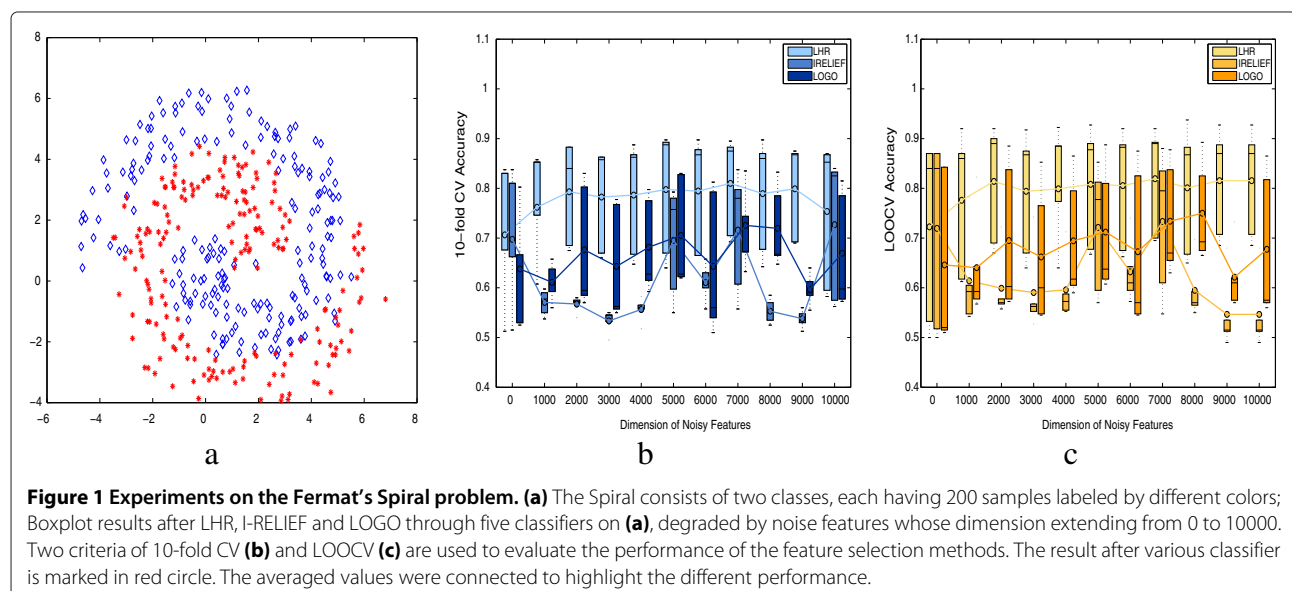 8
6
4
2
0
−2
−4
−6 −4 −2 0 2 4 6 8
a
1.1
1
0.9
0.8
0.7
0.6
0.5
0.4
10−fold CV Accuracy
LHR
IRELIEF
LOGO
0 1000 2000 3000 4000 5000 6000 7000 8000 9000 10000
Dimension of Noisy Features
b
1.1
1
0.9
0.8
0.7
0.6
0.5
0.4
LOOCV Accuracy
LHR
IRELIEF
LOGO
0 1000 2000 3000 4000 5000 6000 7000 8000 9000 10000
Dimension of Noisy Features
c
Figure 1 Experiments on the Fermat's Spiral problem. (a) The Spiral consists of two classes, each having 200 samples labeled by different colors;
Boxplot results after LHR, I-RELIEF and LOGO through five classifiers on (a), degraded by noise features whose dimension extending from 0 to 10000.
Two criteria of 10-fold CV (b) and LOOCV (c) are used to evaluate the performance of the feature selection methods. The result after various classifier
is marked in red circle. The averaged values were connected to highlight the different performance.